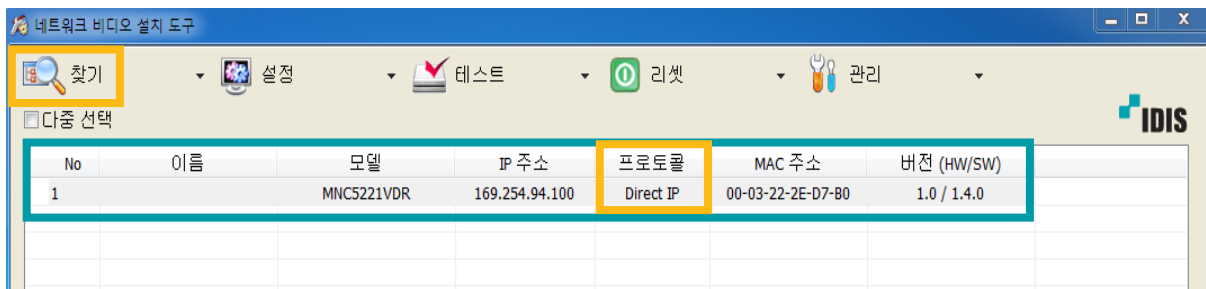 네트워크 비디오 설치 도구
찾기 설정 테스트 리셋 관리
다중 선택
IDIS
No 이름 모델 IP 주소 프로토콜 MAC 주소 버전 (HW/SW)
1 MNC5221VDR 169.254.94.100 Direct IP 00-03-22-2E-D7-B0 1.0 / 1.4.0